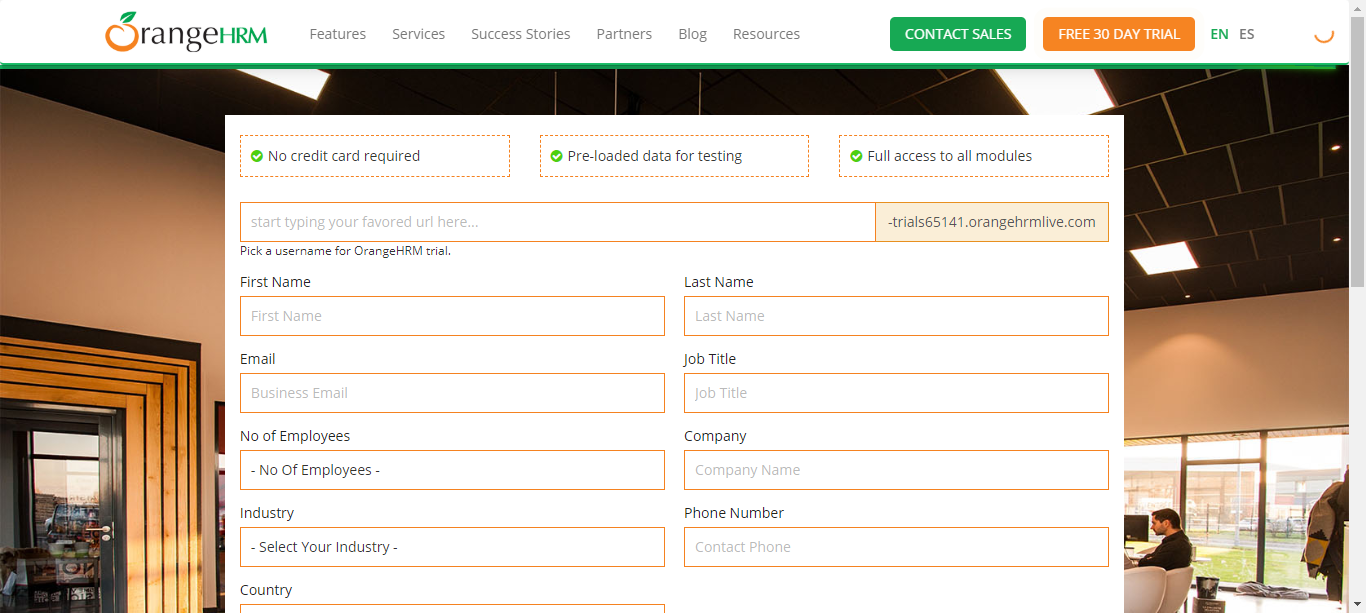 OrangeHRM Features Services Success Stories Partners Blog Resources CONTACT SALES FREE 30 DAY TRIAL EN ES
No credit card required Pre-loaded data for testing Full access to all modules
start typing your favored url here... -trials65141.orangehrmlive.com
Pick a username for OrangeHRM trial.
First Name Last Name
First Name Last Name
Email Job Title
Business Email Job Title
No of Employees Company
- No Of Employees - Company Name
Industry Phone Number
- Select Your Industry - Contact Phone
Country